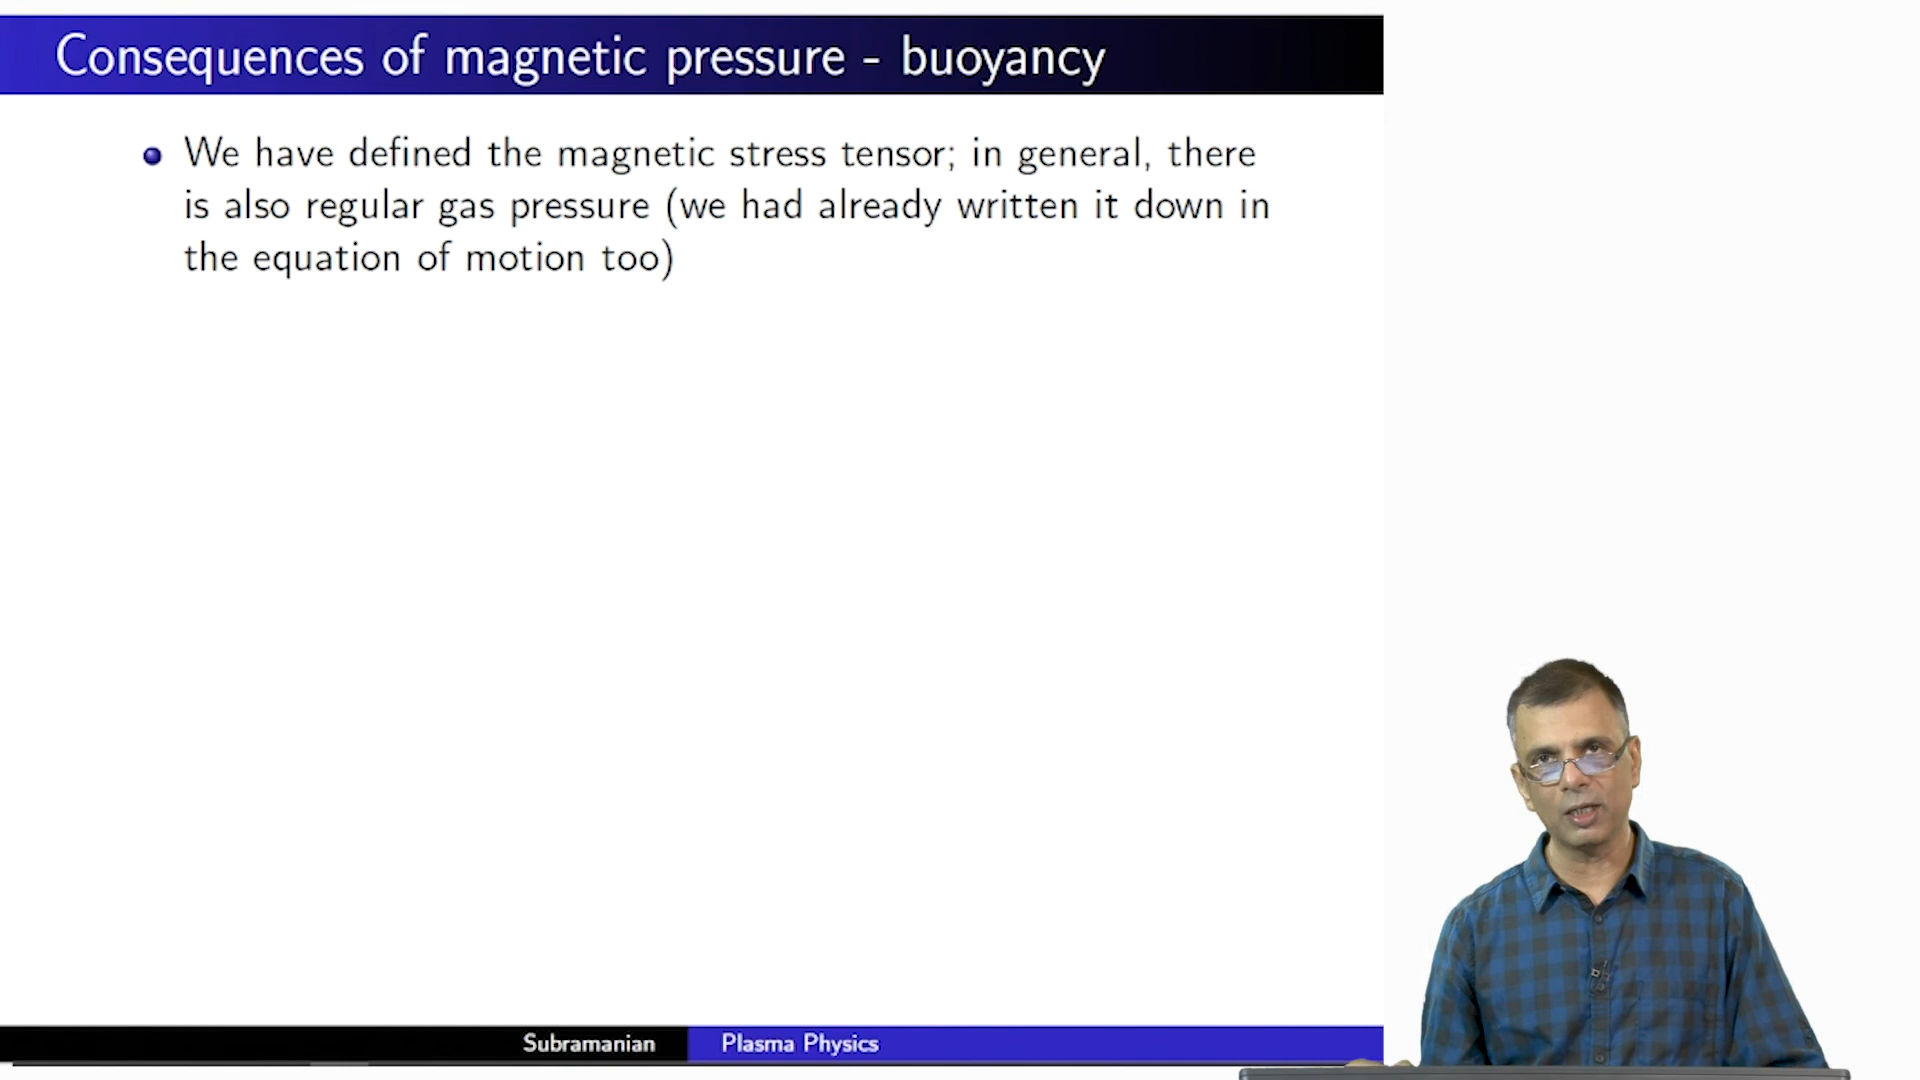 Consequences of magnetic pressure - buoyancy
We have defined the magnetic stress tensor; in general, there
is also regular gas pressure (we had already written it down in
the equation of motion too)
Subramanian
Plasma Physics